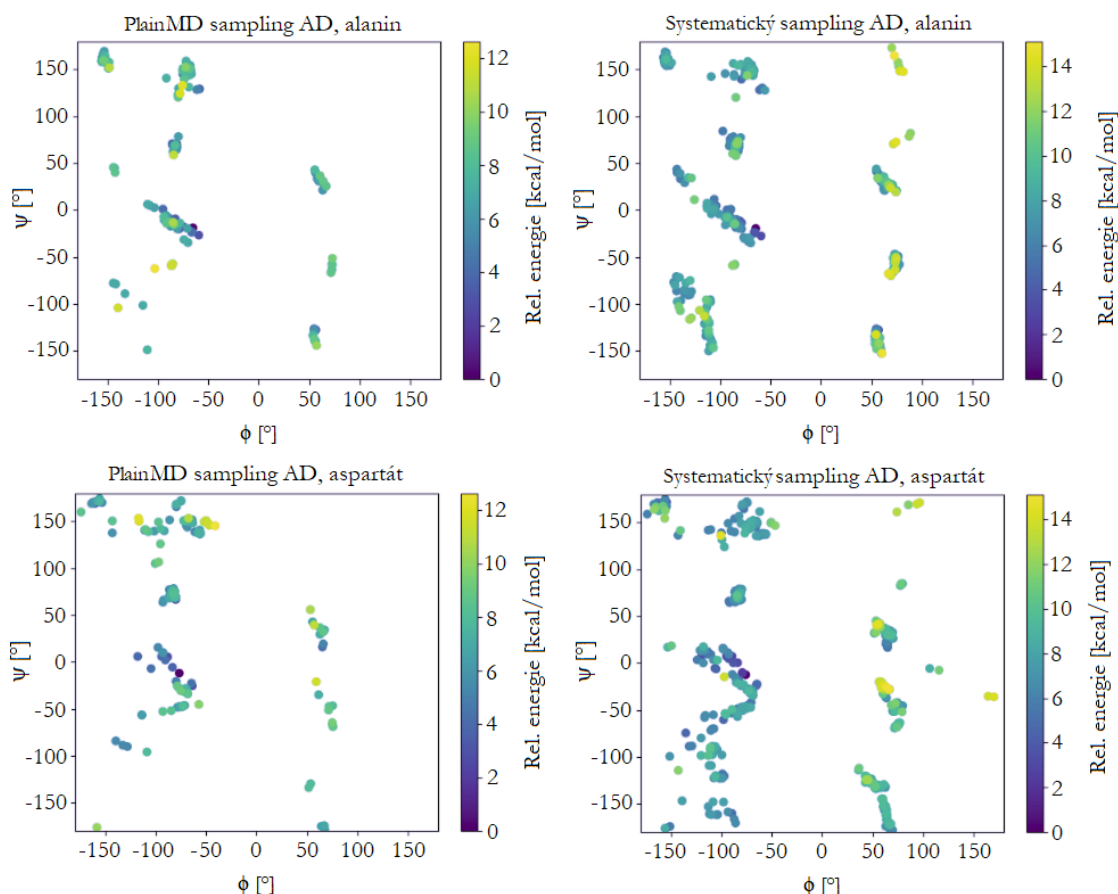 PlainMD sampling AD, alanin
150
100
50
0
-50
-100
-150
ψ [°]
-150 -100 -50 0 50 100 150
ϕ [°]
12
10
8
6
4
2
0
Rel. energie [kcal/mol]
Systematický sampling AD, alanin
150
100
50
0
-50
-100
-150
ψ [°]
-150 -100 -50 0 50 100 150
ϕ [°]
14
12
10
8
6
4
2
0
Rel. energie [kcal/mol]
PlainMD sampling AD, aspartát
150
100
50
0
-50
-100
-150
ψ [°]
-150 -100 -50 0 50 100 150
ϕ [°]
12
10
8
6
4
2
0
Rel. energie [kcal/mol]
Systematický sampling AD, aspartát
150
100
50
0
-50
-100
-150
ψ [°]
-150 -100 -50 0 50 100 150
ϕ [°]
14
12
10
8
6
4
2
0
Rel. energie [kcal/mol]